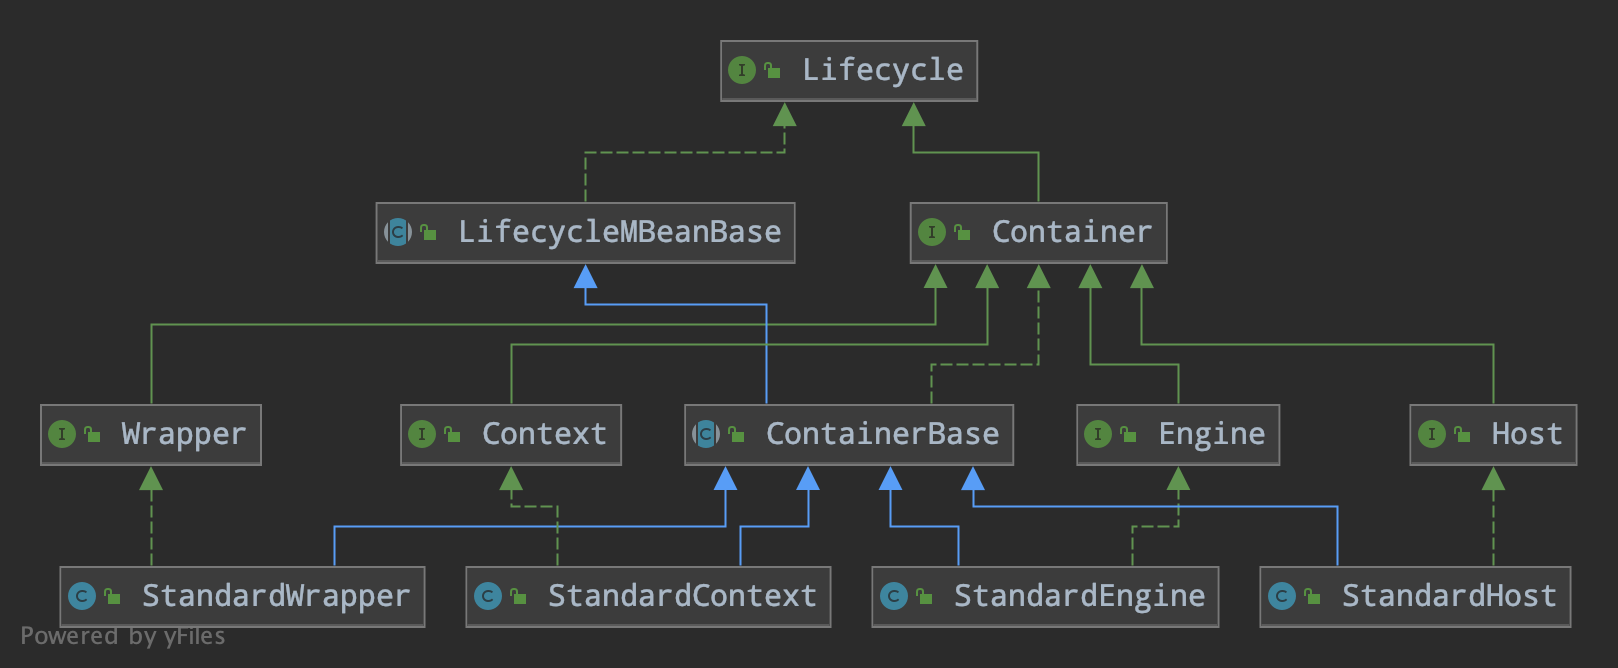 I Lifecycle
C LifecycleMBeanBase
I Container
I Wrapper
I Context
C ContainerBase
I Engine
I Host
C StandardWrapper
C StandardContext
C StandardEngine
C StandardHost
Powered by yFiles